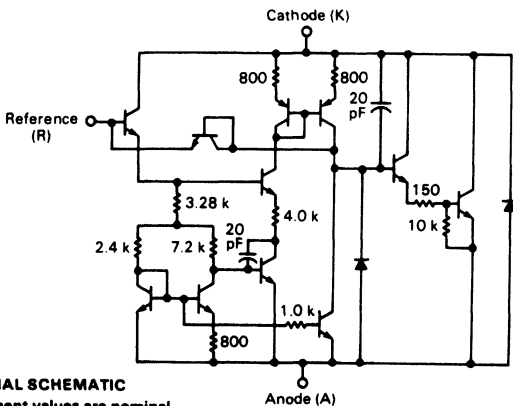 Cathode (K)
800
800
20
pF
Reference
(R)
150
10 k
3.28 k
4.0 k
2.4 k
7.2 k
20
pF
1.0 k
800
Anode (A)
NAL SCHEMATIC